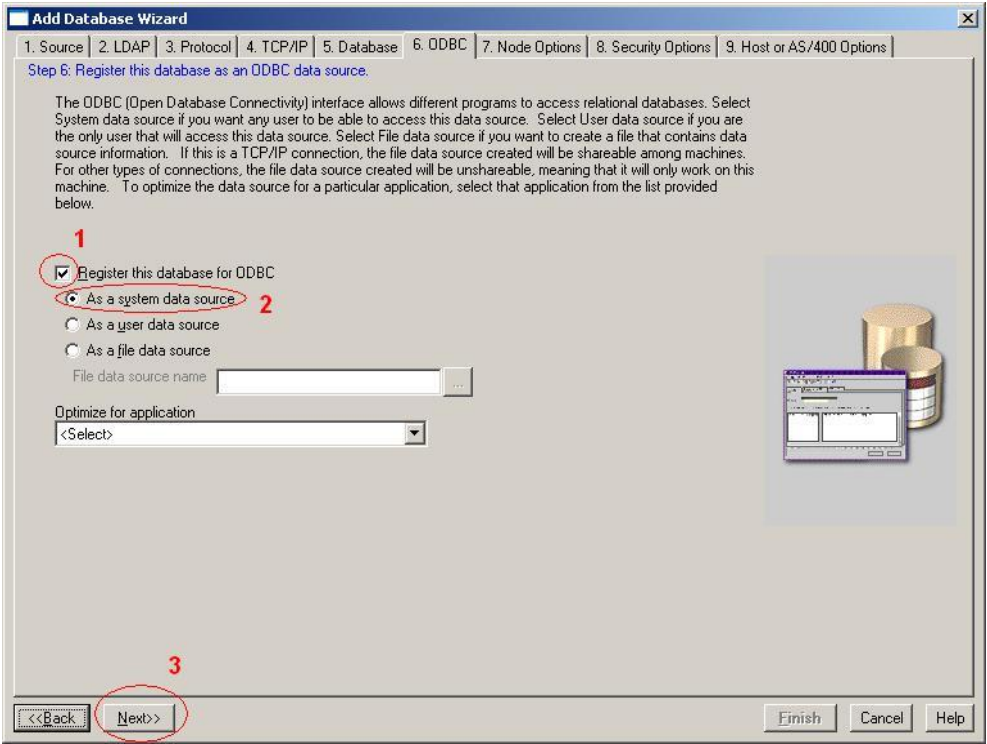 Add Database Wizard
1. Source 2. LDAP 3. Protocol 4. TCP/IP 5. Database 6. ODBC 7. Node Options 8. Security Options 9. Host or AS/400 Options
Step 6: Register this database as an ODBC data source.
The ODBC (Open Database Connectivity) interface allows different programs to access relational databases. Select
System data source if you want any user to be able to access this data source. Select User data source if you are
the only user that will access this data source. Select File data source if you want to create a file that contains data
source information. If this is a TCP/IP connection, the file data source created will be shareable among machines.
For other types of connections, the file data source created will be unshareable, meaning that it will only work on this
machine. To optimize the data source for a particular application, select that application from the list provided
below.
1
Register this database for ODBC
As a system data source 2
As a user data source
As a file data source
File data source name ...
Optimize for application
<Select>
3
<<Back Next>> Finish Cancel Help